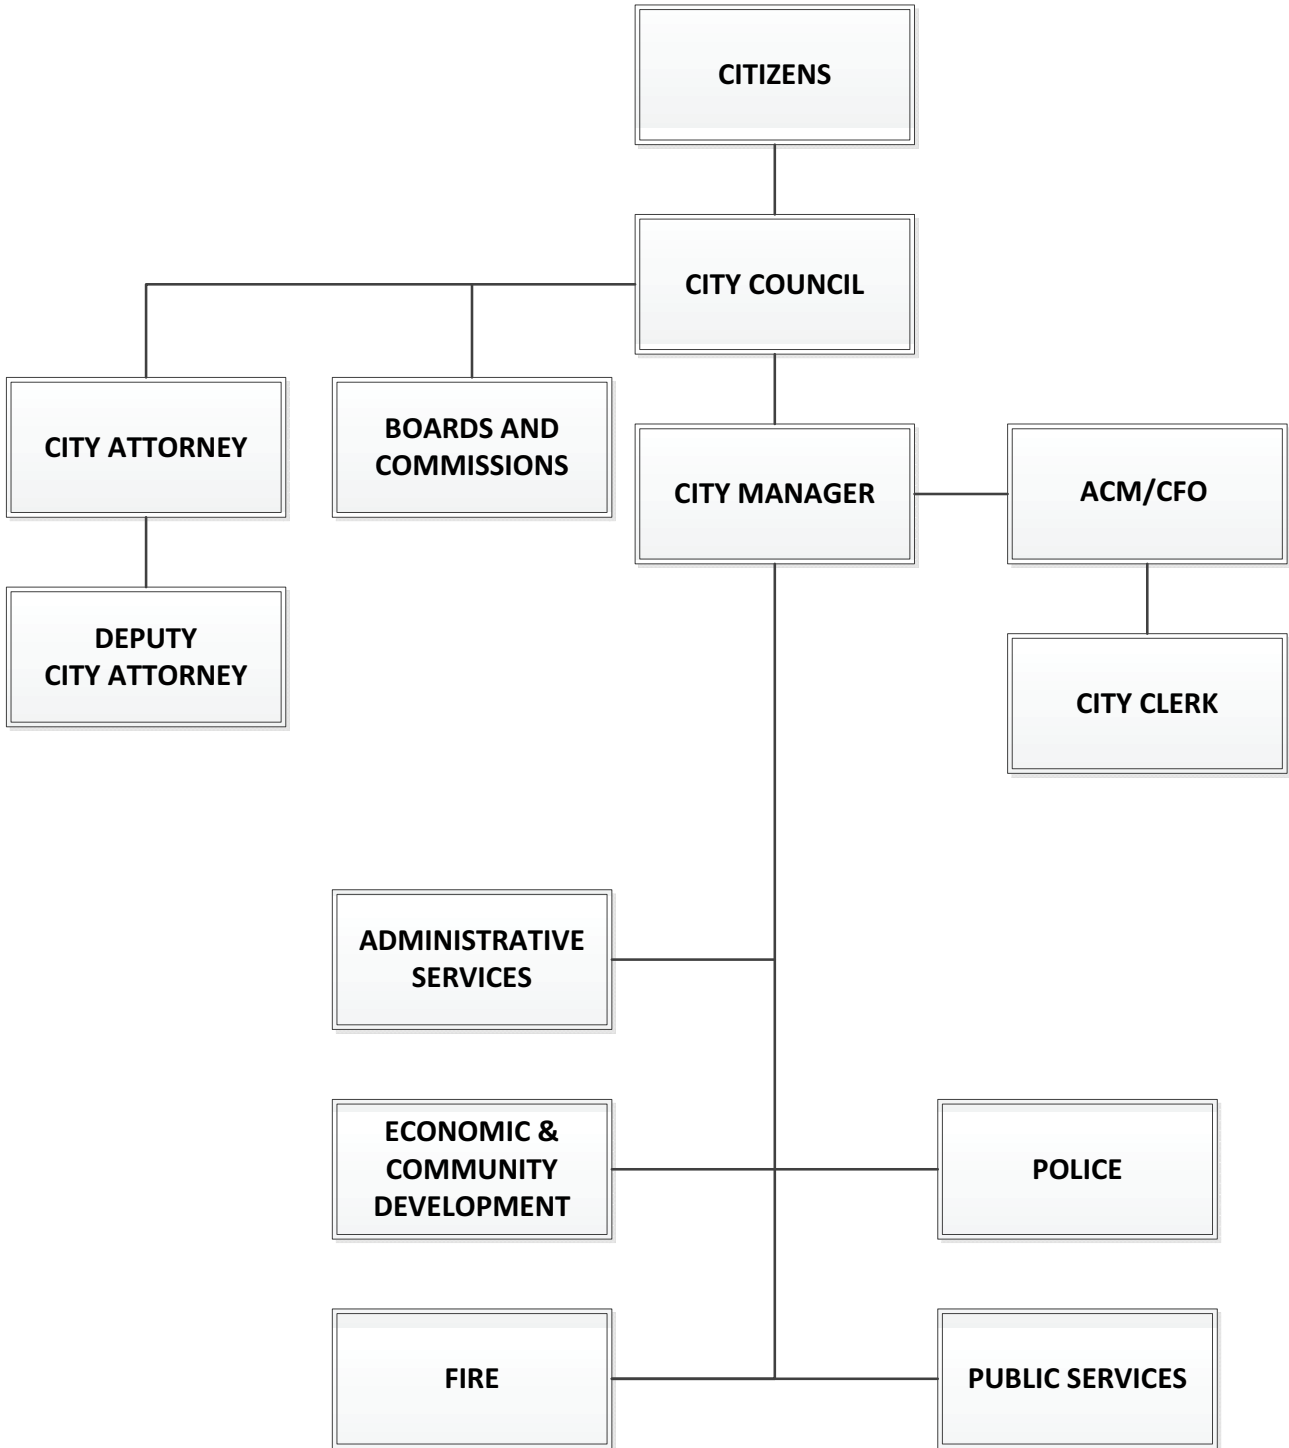 CITIZENS
CITY COUNCIL
CITY ATTORNEY
BOARDS AND
COMMISSIONS
CITY MANAGER
ACM/CFO
DEPUTY
CITY ATTORNEY
CITY CLERK
ADMINISTRATIVE
SERVICES
ECONOMIC &
COMMUNITY
DEVELOPMENT
POLICE
FIRE
PUBLIC SERVICES